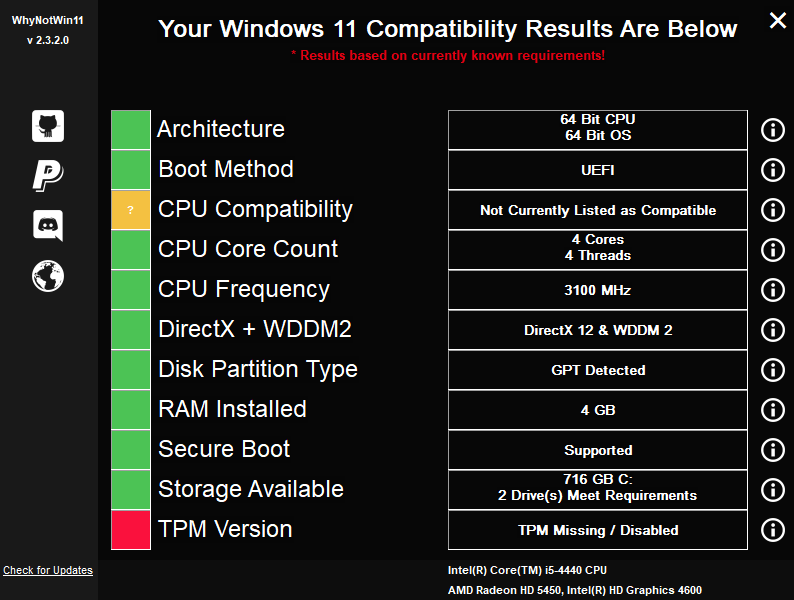 WhyNotWin11
v 2.3.2.0
Your Windows 11 Compatibility Results Are Below
* Results based on currently known requirements!
Architecture
64 Bit CPU
64 Bit OS
Boot Method
UEFI
?
CPU Compatibility
Not Currently Listed as Compatible
CPU Core Count
4 Cores
4 Threads
CPU Frequency
3100 MHz
DirectX + WDDM2
DirectX 12 & WDDM 2
Disk Partition Type
GPT Detected
RAM Installed
4 GB
Secure Boot
Supported
Storage Available
716 GB C:
2 Drive(s) Meet Requirements
TPM Version
TPM Missing / Disabled
Check for Updates
Intel(R) Core(TM) i5-4440 CPU
AMD Radeon HD 5450, Intel(R) HD Graphics 4600